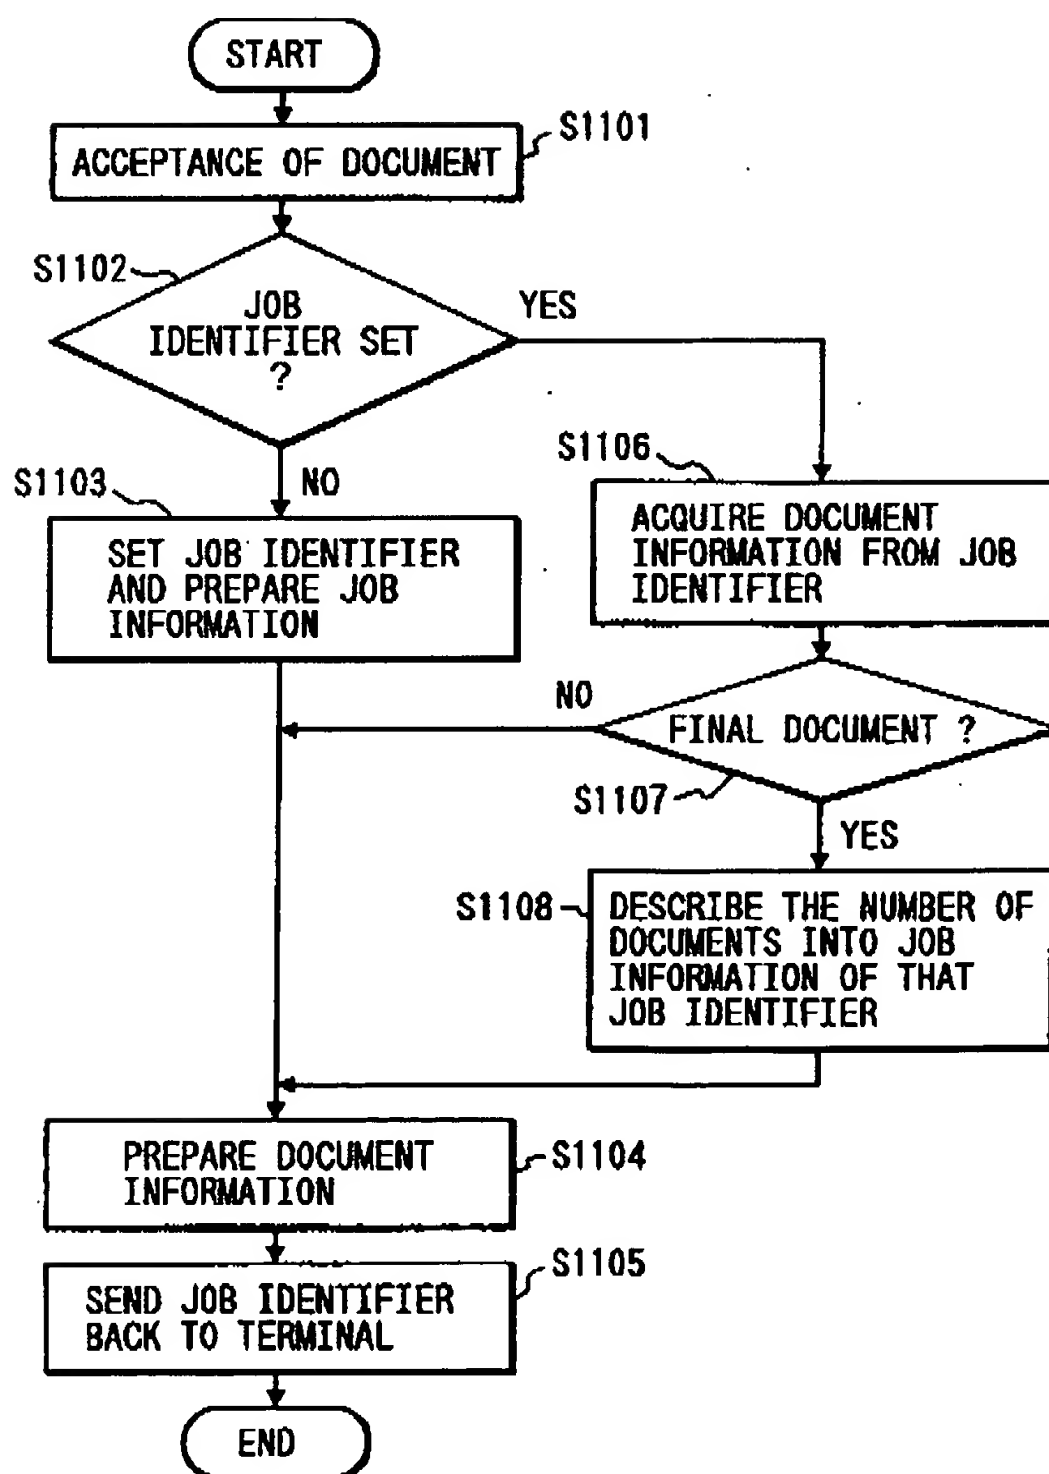 START
S1101
ACCEPTANCE OF DOCUMENT
S1102
JOB
IDENTIFIER SET
?
YES
NO
S1103
SET JOB IDENTIFIER
AND PREPARE JOB
INFORMATION
S1106
ACQUIRE DOCUMENT
INFORMATION FROM JOB
IDENTIFIER
NO
FINAL DOCUMENT ?
S1107
YES
S1108
DESCRIBE THE NUMBER OF
DOCUMENTS INTO JOB
INFORMATION OF THAT
JOB IDENTIFIER
PREPARE DOCUMENT
INFORMATION
S1104
SEND JOB IDENTIFIER
BACK TO TERMINAL
S1105
END